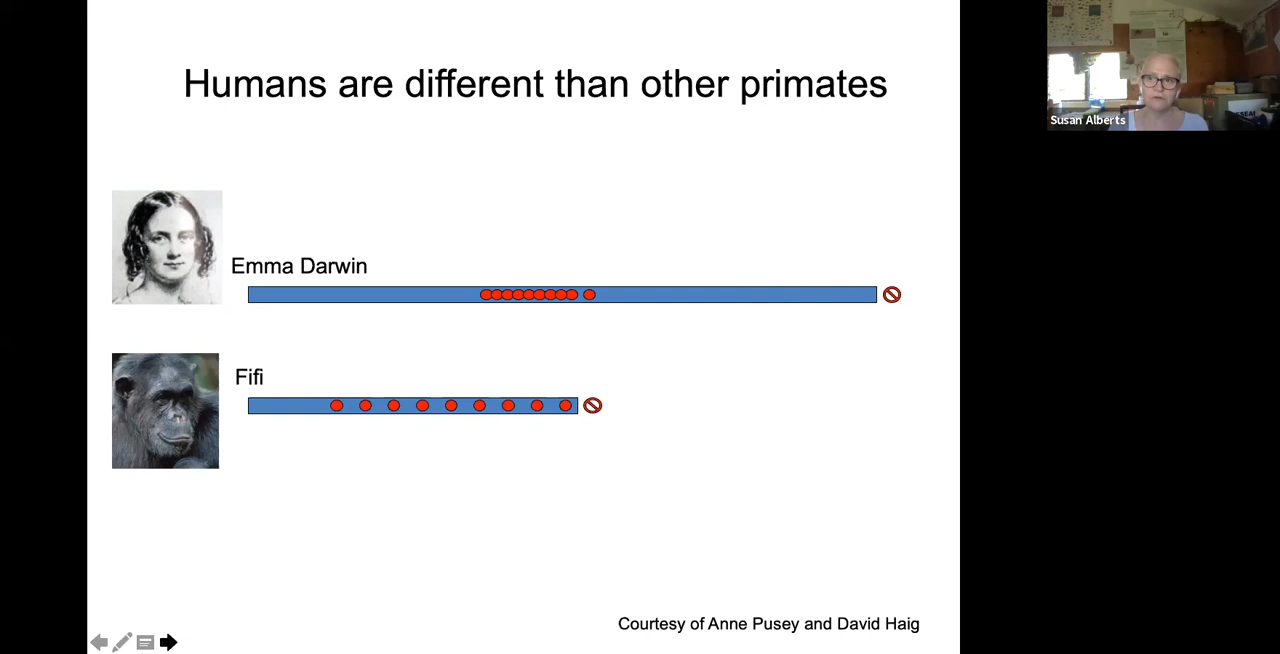 Humans are different than other primates
Susan Alberts
Emma Darwin
Fifi
Courtesy of Anne Pusey and David Haig